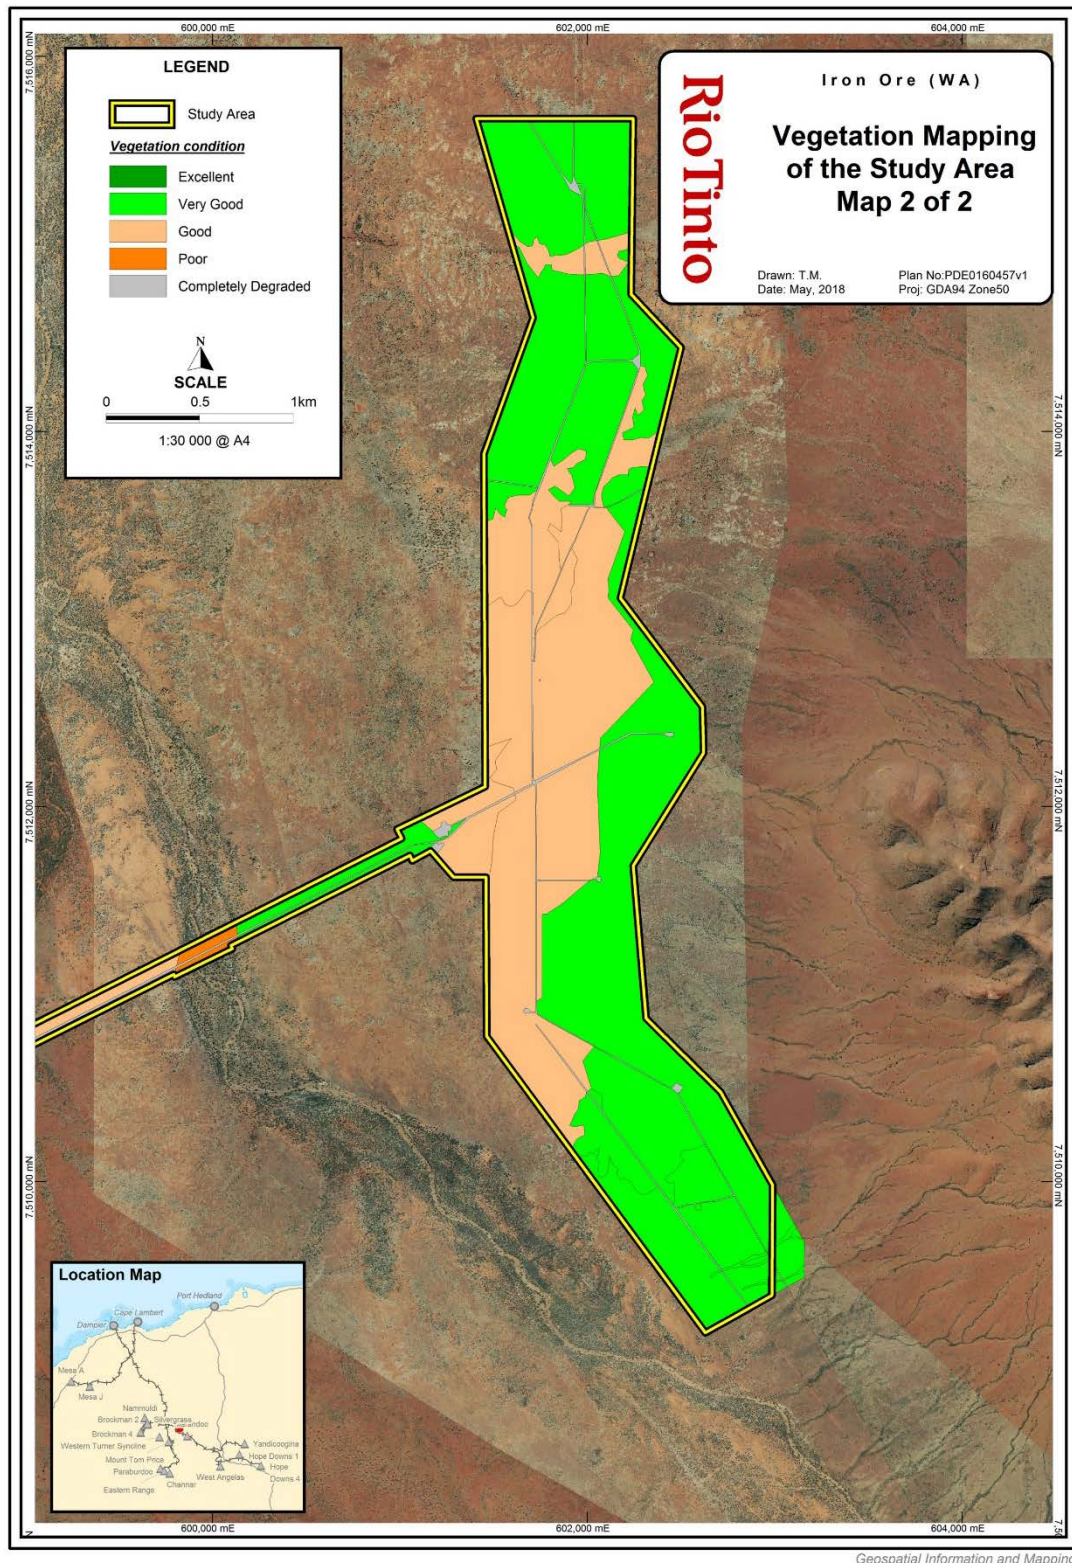 600,000 mE
602,000 mE
604,000 mE
7,516,000 mN
LEGEND
Study Area
Vegetation condition
Excellent
Very Good
Good
Poor
Completely Degraded
N
SCALE
0 0.5 1km
1:30 000 @ A4
RioTinto
Iron Ore (WA)
Vegetation Mapping
of the Study Area
Map 2 of 2
Drawn: T.M. Plan No:PDE0160457v1
Date: May, 2018 Proj: GDA94 Zone50
7,514,000 mN
7,514,000 mN
7,512,000 mN
7,512,000 mN
7,510,000 mN
7,510,000 mN
Location Map
Port Hedland
Cape Lambert
Dampier
Mesa A
Mesa J
Nammuldi
Brockman 2
Silvergrass
Brockman 4
Western Turner Syncline
Yandicoogina
Mount Tom Price
Hope Downs 1
Paraburdoo
West Angelas
Hope
Downs 4
Channar
Eastern Range
600,000 mE
602,000 mE
604,000 mE
Geospatial Information and Mapping